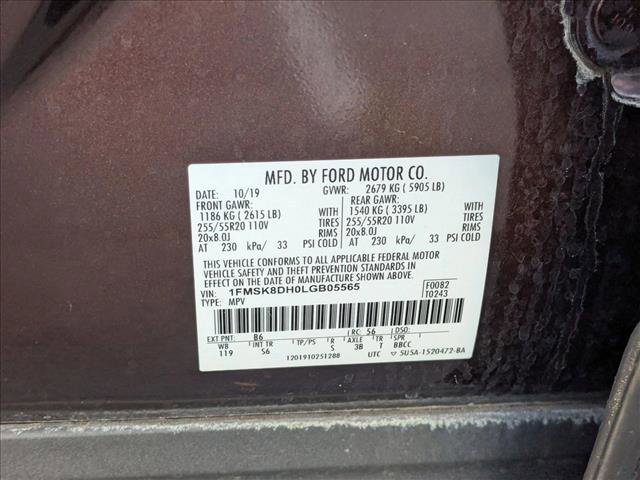 MFD. BY FORD MOTOR CO.
DATE: 10/19 GVWR: 2679 KG ( 5905 LB)
FRONT GAWR: REAR GAWR:
1186 KG ( 2615 LB) WITH 1540 KG ( 3395 LB) WITH
255/55R20 110V TIRES 255/55R20 110V TIRES
20x8.0J RIMS 20x8.0J RIMS
AT 230 kPa/ 33 PSI COLD AT 230 kPa/ 33 PSI COLD
THIS VEHICLE CONFORMS TO ALL APPLICABLE FEDERAL MOTOR
VEHICLE SAFETY AND THEFT PREVENTION STANDARDS IN
EFFECT ON THE DATE OF MANUFACTURE SHOWN ABOVE.
VIN: 1FMSK8DH0LGB05565 F0082
TYPE: MPV T0243
EXT PNT: B6 RC: 56 DSO:
WB INT TR TP/PS R AXLE TR SPR
119 S6 S 3B T BBCC
12019102S1288 UTC 5U5A-1520472-BA